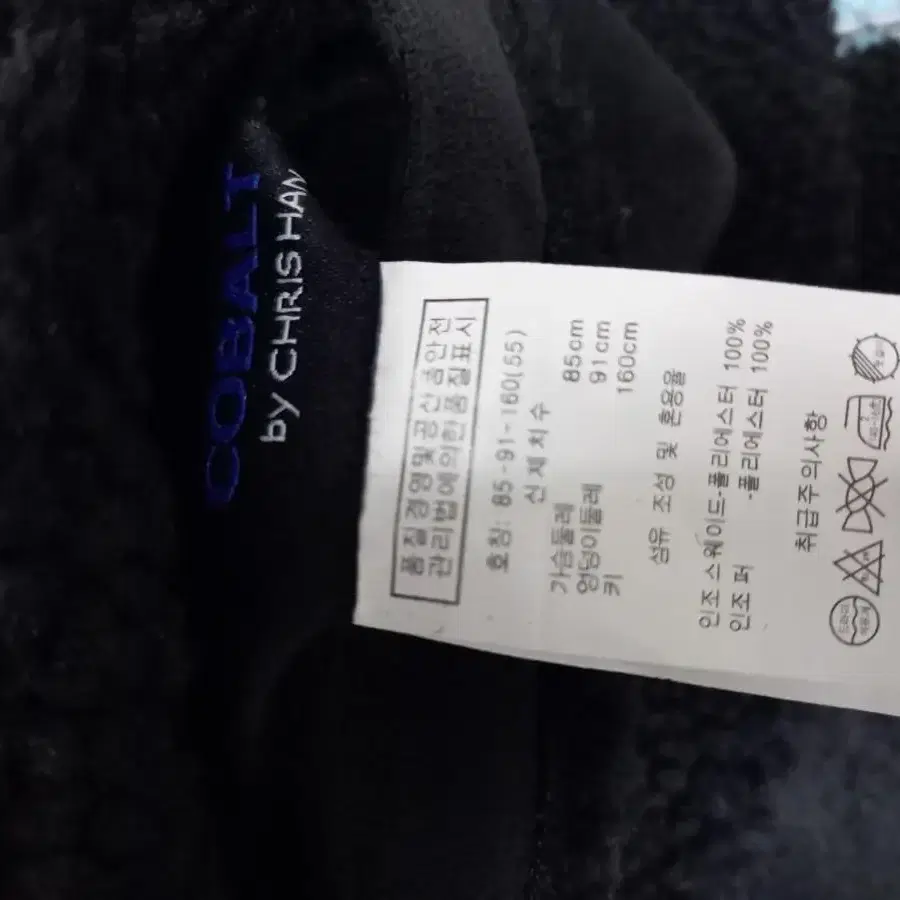 COBALT
by CHRIS HAN
품질경영및공산품안전
관리법에의한품질표시
호칭: 85-91-160(55)
신체치수
가슴둘레 85cm
엉덩이둘레 91cm
키 160cm
섬유 조성 및 혼용율
인조 스웨이드-폴리에스터 100%
인조 퍼 -폴리에스터 100%
취급주의사항
드라이